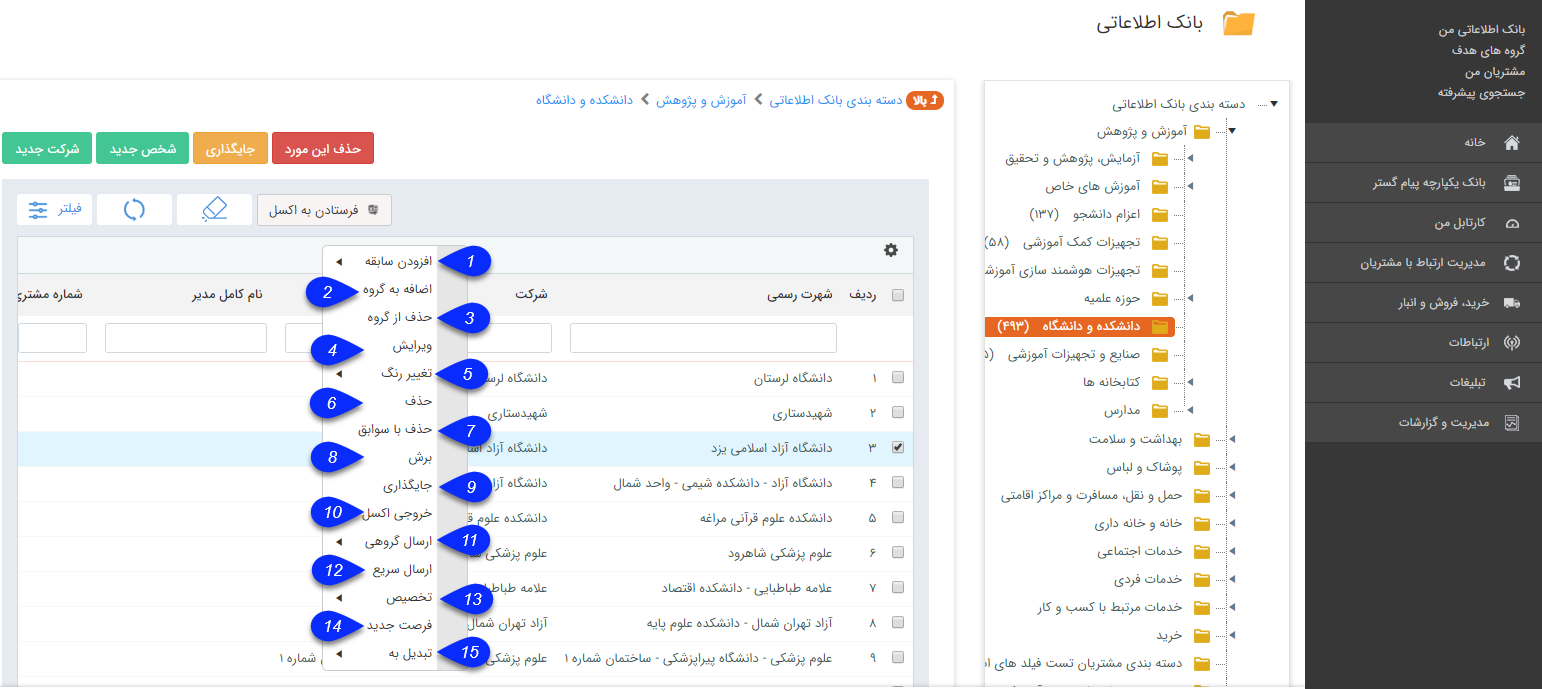 بانک اطلاعاتی من
گروه های هدف
مشتریان من
جستجوی پیشرفته
خانه
بانک یکپارچه پیام گستر
کارتابل من
مدیریت ارتباط با مشتریان
خرید، فروش و انبار
ارتباطات
تبلیغات
مدیریت و گزارشات
بانک اطلاعاتی
دسته بندی بانک اطلاعاتی
آموزش و پژوهش
آزمایش، پژوهش و تحقیق
آموزش های خاص
اعزام دانشجو (۱۳۷)
تجهیزات کمک آموزشی (۵۸)
تجهیزات هوشمند سازی
حوزه علمیه
دانشکده و دانشگاه (۴۹۳)
صنایع و تجهیزات آموزشی
کتابخانه ها
مدارس
بهداشت و سلامت
پوشاک و لباس
حمل و نقل، مسافرت و مراکز اقامتی
خانه و خانه داری
خدمات اجتماعی
خدمات فردی
خدمات مرتبط با کسب و کار
خرید
دسته بندی مشتریان تست فیلد های
بالا دسته بندی بانک اطلاعاتی > آموزش و پژوهش > دانشکده و دانشگاه
حذف این مورد جایگذاری شخص جدید شرکت جدید
فرستادن به اکسل فیلتر
ردیف شهرت رسمی شرکت نام کامل مدیر شماره مشتری
۱ دانشگاه لرستان دانشگاه
۲ شهیدستاری شهیدستاری
۳ دانشگاه آزاد اسلامی یزد دانشگاه آزاد
۴ دانشگاه آزاد - دانشکده شیمی - واحد شمال دانشگاه
۵ دانشکده علوم قرآنی مراغه دانشکده علوم
۶ علوم پزشکی شاهرود علوم پزشکی
۷ علامه طباطبایی - دانشکده اقتصاد علامه
۸ آزاد تهران شمال - دانشکده علوم پایه آزاد تهران شمال
۹ علوم پزشکی - دانشگاه پیراپزشکی - ساختمان شماره ۱ علوم پزشکی شماره ۱
افزودن سابقه 1
اضافه به گروه 2
حذف از گروه 3
ویرایش 4
تغییر رنگ 5
حذف 6
حذف با سوابق 7
برش 8
جایگذاری 9
خروجی اکسل 10
ارسال گروهی 11
ارسال سریع 12
تخصیص 13
فرصت جدید 14
تبدیل به 15